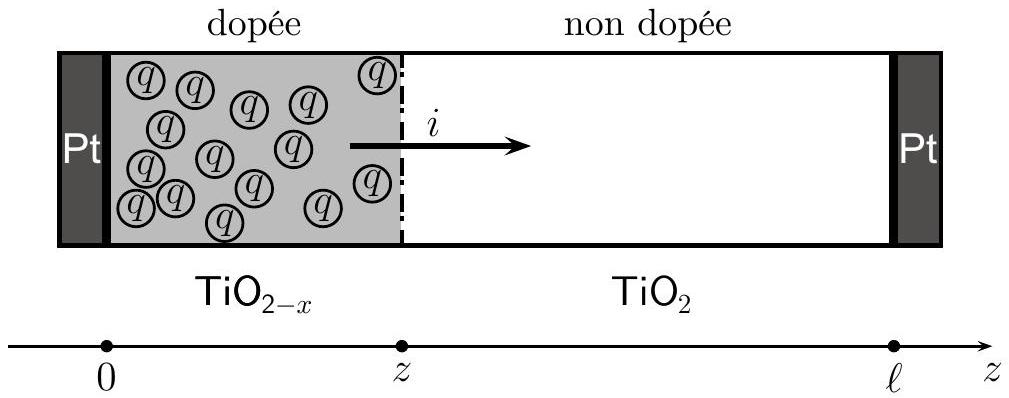 dopée non dopée
q q q q q q q q q q q q q q
i
Pt Pt
TiO₂₋ₓ TiO₂
0 z ℓ z